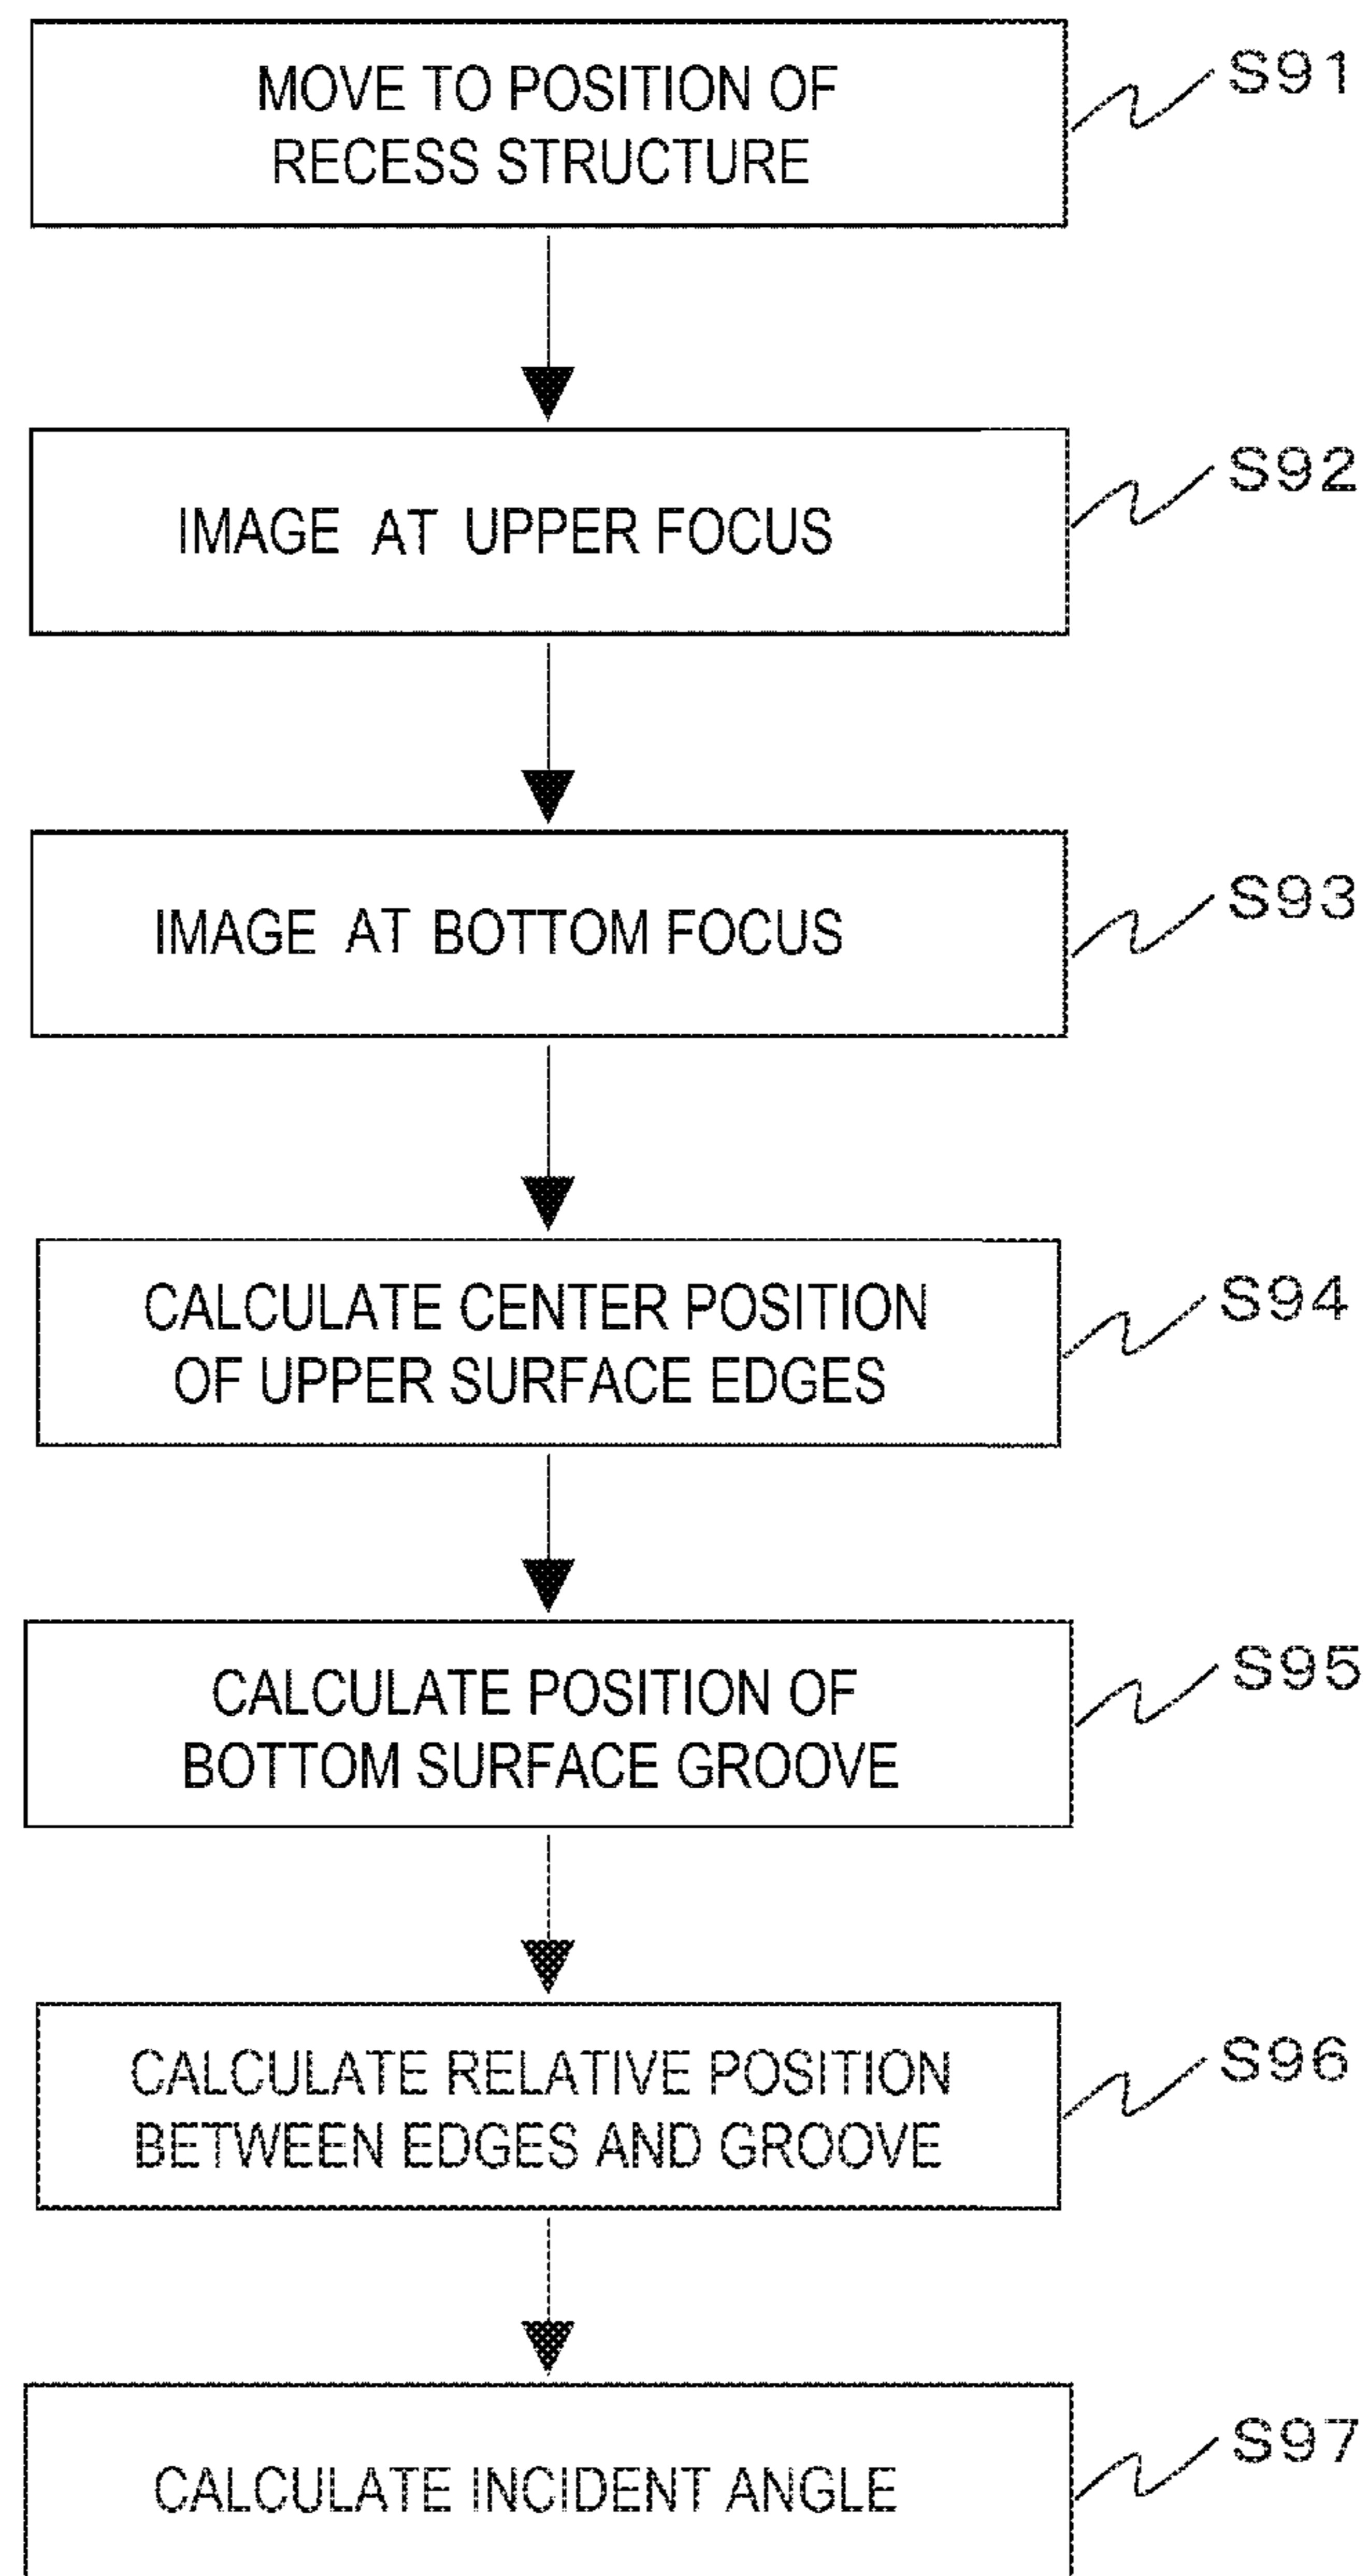 MOVE TO POSITION OF
RECESS STRUCTURE
S91
IMAGE AT UPPER FOCUS
S92
IMAGE AT BOTTOM FOCUS
S93
CALCULATE CENTER POSITION
OF UPPER SURFACE EDGES
S94
CALCULATE POSITION OF
BOTTOM SURFACE GROOVE
S95
CALCULATE RELATIVE POSITION
BETWEEN EDGES AND GROOVE
S96
CALCULATE INCIDENT ANGLE
S97